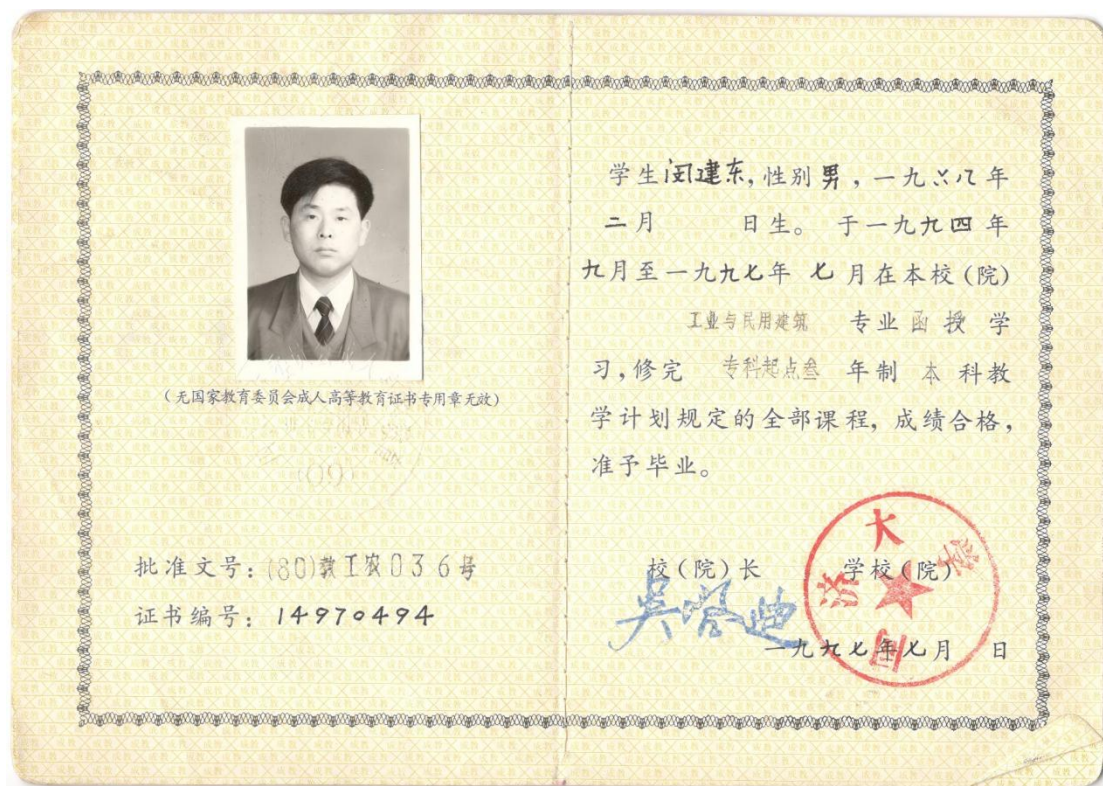 (无国家教育委员会成人高等教育证书专用章无效)
批准文号:(80)教工农036号
证书编号:14970494
学生闵建东,性别男,一九六八年
二月 日生。于一九九四年
九月至一九九七年 七月在本校(院)
工业与民用建筑 专业函授学
习,修完 专科起点叁 年制 本 科教
学计划规定的全部课程,成绩合格,
准予毕业。
校(院)长 学校(院)
吴启迪
同济大学
一九九七年七月 日